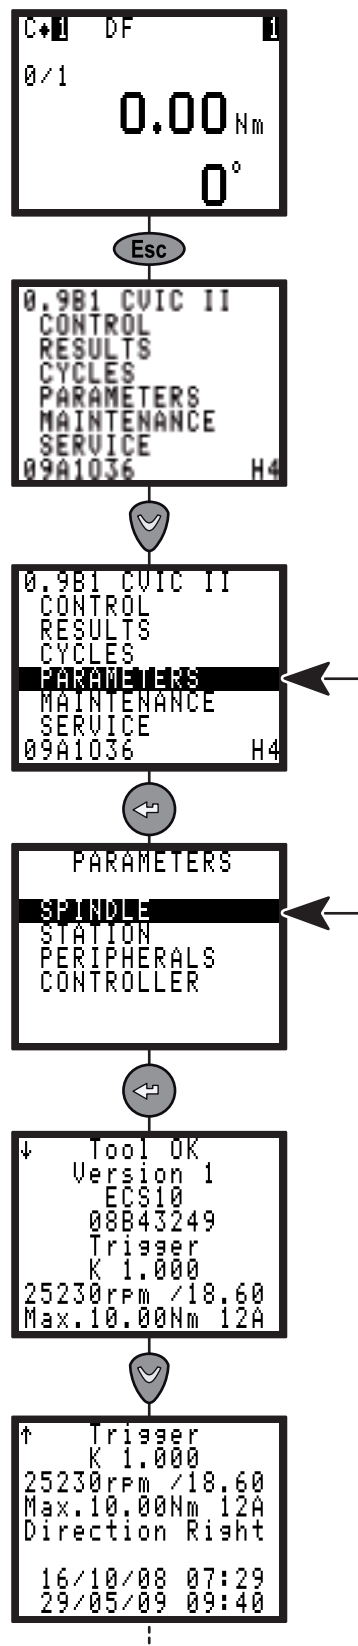 C♦1 DF 1
0/1
0.00 Nm
0°
Esc
0.9B1 CVIC II
CONTROL
RESULTS
CYCLES
PARAMETERS
MAINTENANCE
SERVICE
09A1036 H4
0.9B1 CVIC II
CONTROL
RESULTS
CYCLES
PARAMETERS
MAINTENANCE
SERVICE
09A1036 H4
PARAMETERS
SPINDLE
STATION
PERIPHERALS
CONTROLLER
↓ Tool OK
Version 1
ECS10
08B43249
Trigger
K 1.000
25230rpm /18.60
Max.10.00Nm 12A
↑ Trigger
K 1.000
25230rpm /18.60
Max.10.00Nm 12A
Direction Right
16/10/08 07:29
29/05/09 09:40